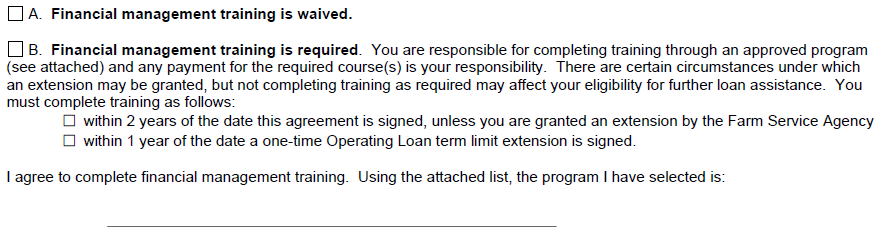 ☐ A. Financial management training is waived.
☐ B. Financial management training is required. You are responsible for completing training through an approved program
(see attached) and any payment for the required course(s) is your responsibility. There are certain circumstances under which
an extension may be granted, but not completing training as required may affect your eligibility for further loan assistance. You
must complete training as follows:
☐ within 2 years of the date this agreement is signed, unless you are granted an extension by the Farm Service Agency
☐ within 1 year of the date a one-time Operating Loan term limit extension is signed.
I agree to complete financial management training. Using the attached list, the program I have selected is: